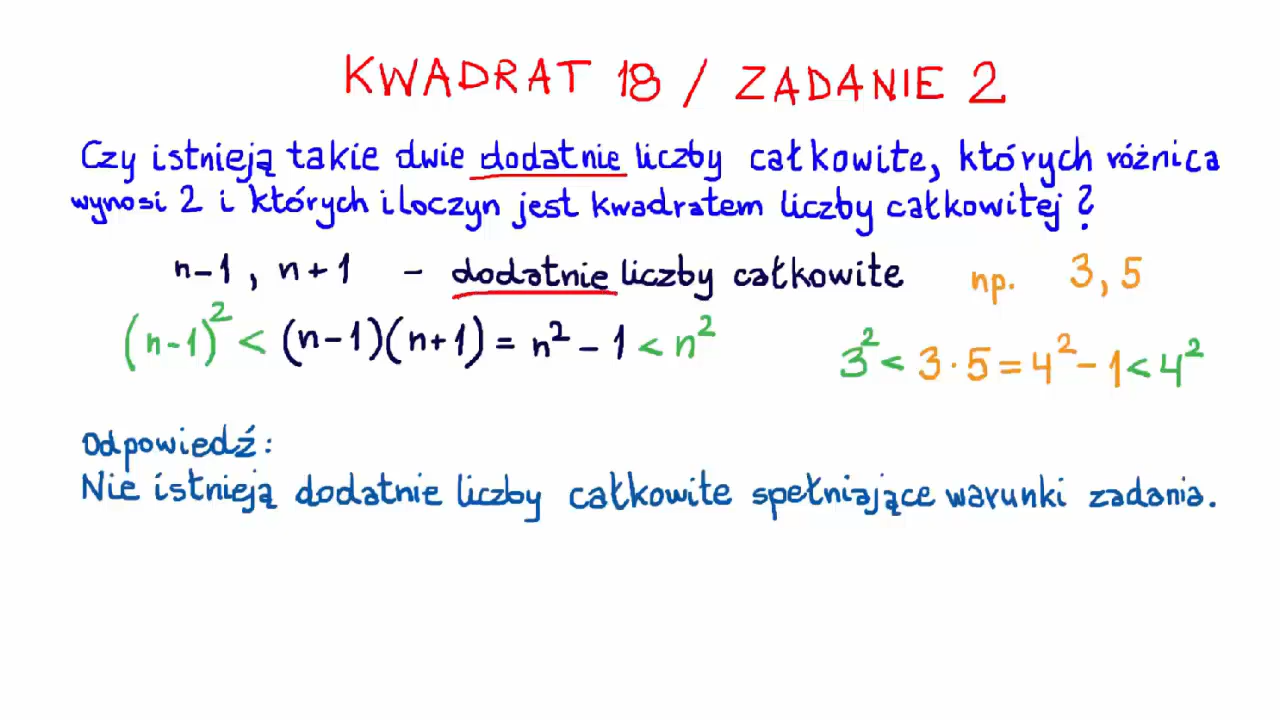 KWADRAT 18 / ZADANIE 2
Czy istnieją takie dwie dodatnie liczby całkowite, których różnica
wynosi 2 i których iloczyn jest kwadratem liczby całkowitej?
n-1, n+1 - dodatnie liczby całkowite np. 3, 5
(n-1)² < (n-1)(n+1) = n² - 1 < n² 3² < 3·5 = 4² - 1 < 4²
Odpowiedź:
Nie istnieją dodatnie liczby całkowite spełniające warunki zadania.